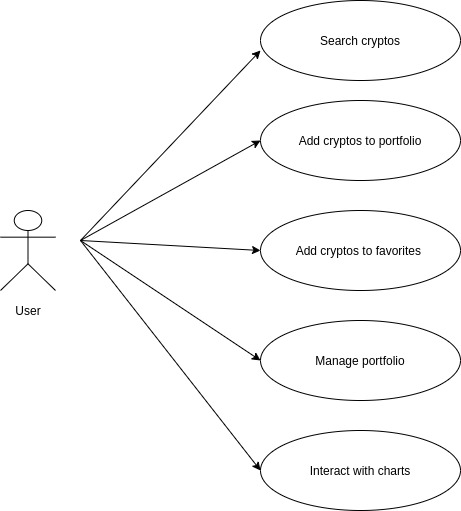 Search cryptos
Add cryptos to portfolio
Add cryptos to favorites
User
Manage portfolio
Interact with charts